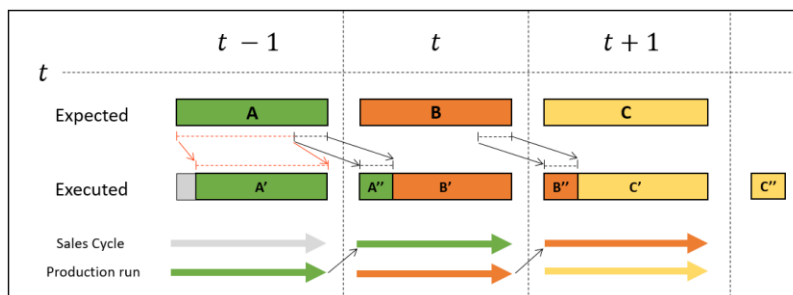 t − 1 t t + 1
t
Expected A B C
Executed A' A'' B' B'' C' C''
Sales Cycle
Production run